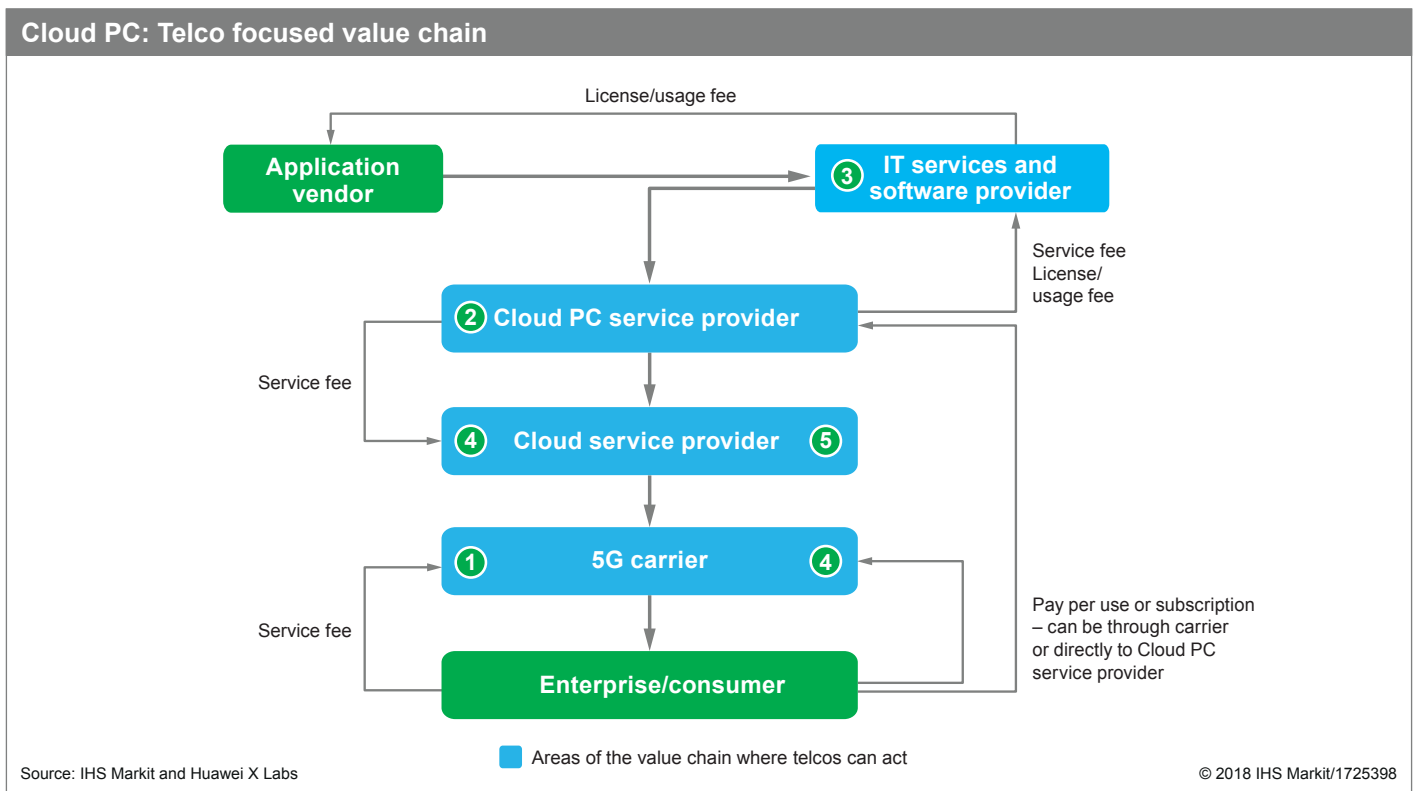 Cloud PC: Telco focused value chain
License/usage fee
Application
vendor
3
IT services and
software provider
Service fee
License/
usage fee
2
Cloud PC service provider
Service fee
4
Cloud service provider
5
1
5G carrier
4
Service fee
Pay per use or subscription
– can be through carrier
or directly to Cloud PC
service provider
Enterprise/consumer
Areas of the value chain where telcos can act
Source: IHS Markit and Huawei X Labs
© 2018 IHS Markit/1725398